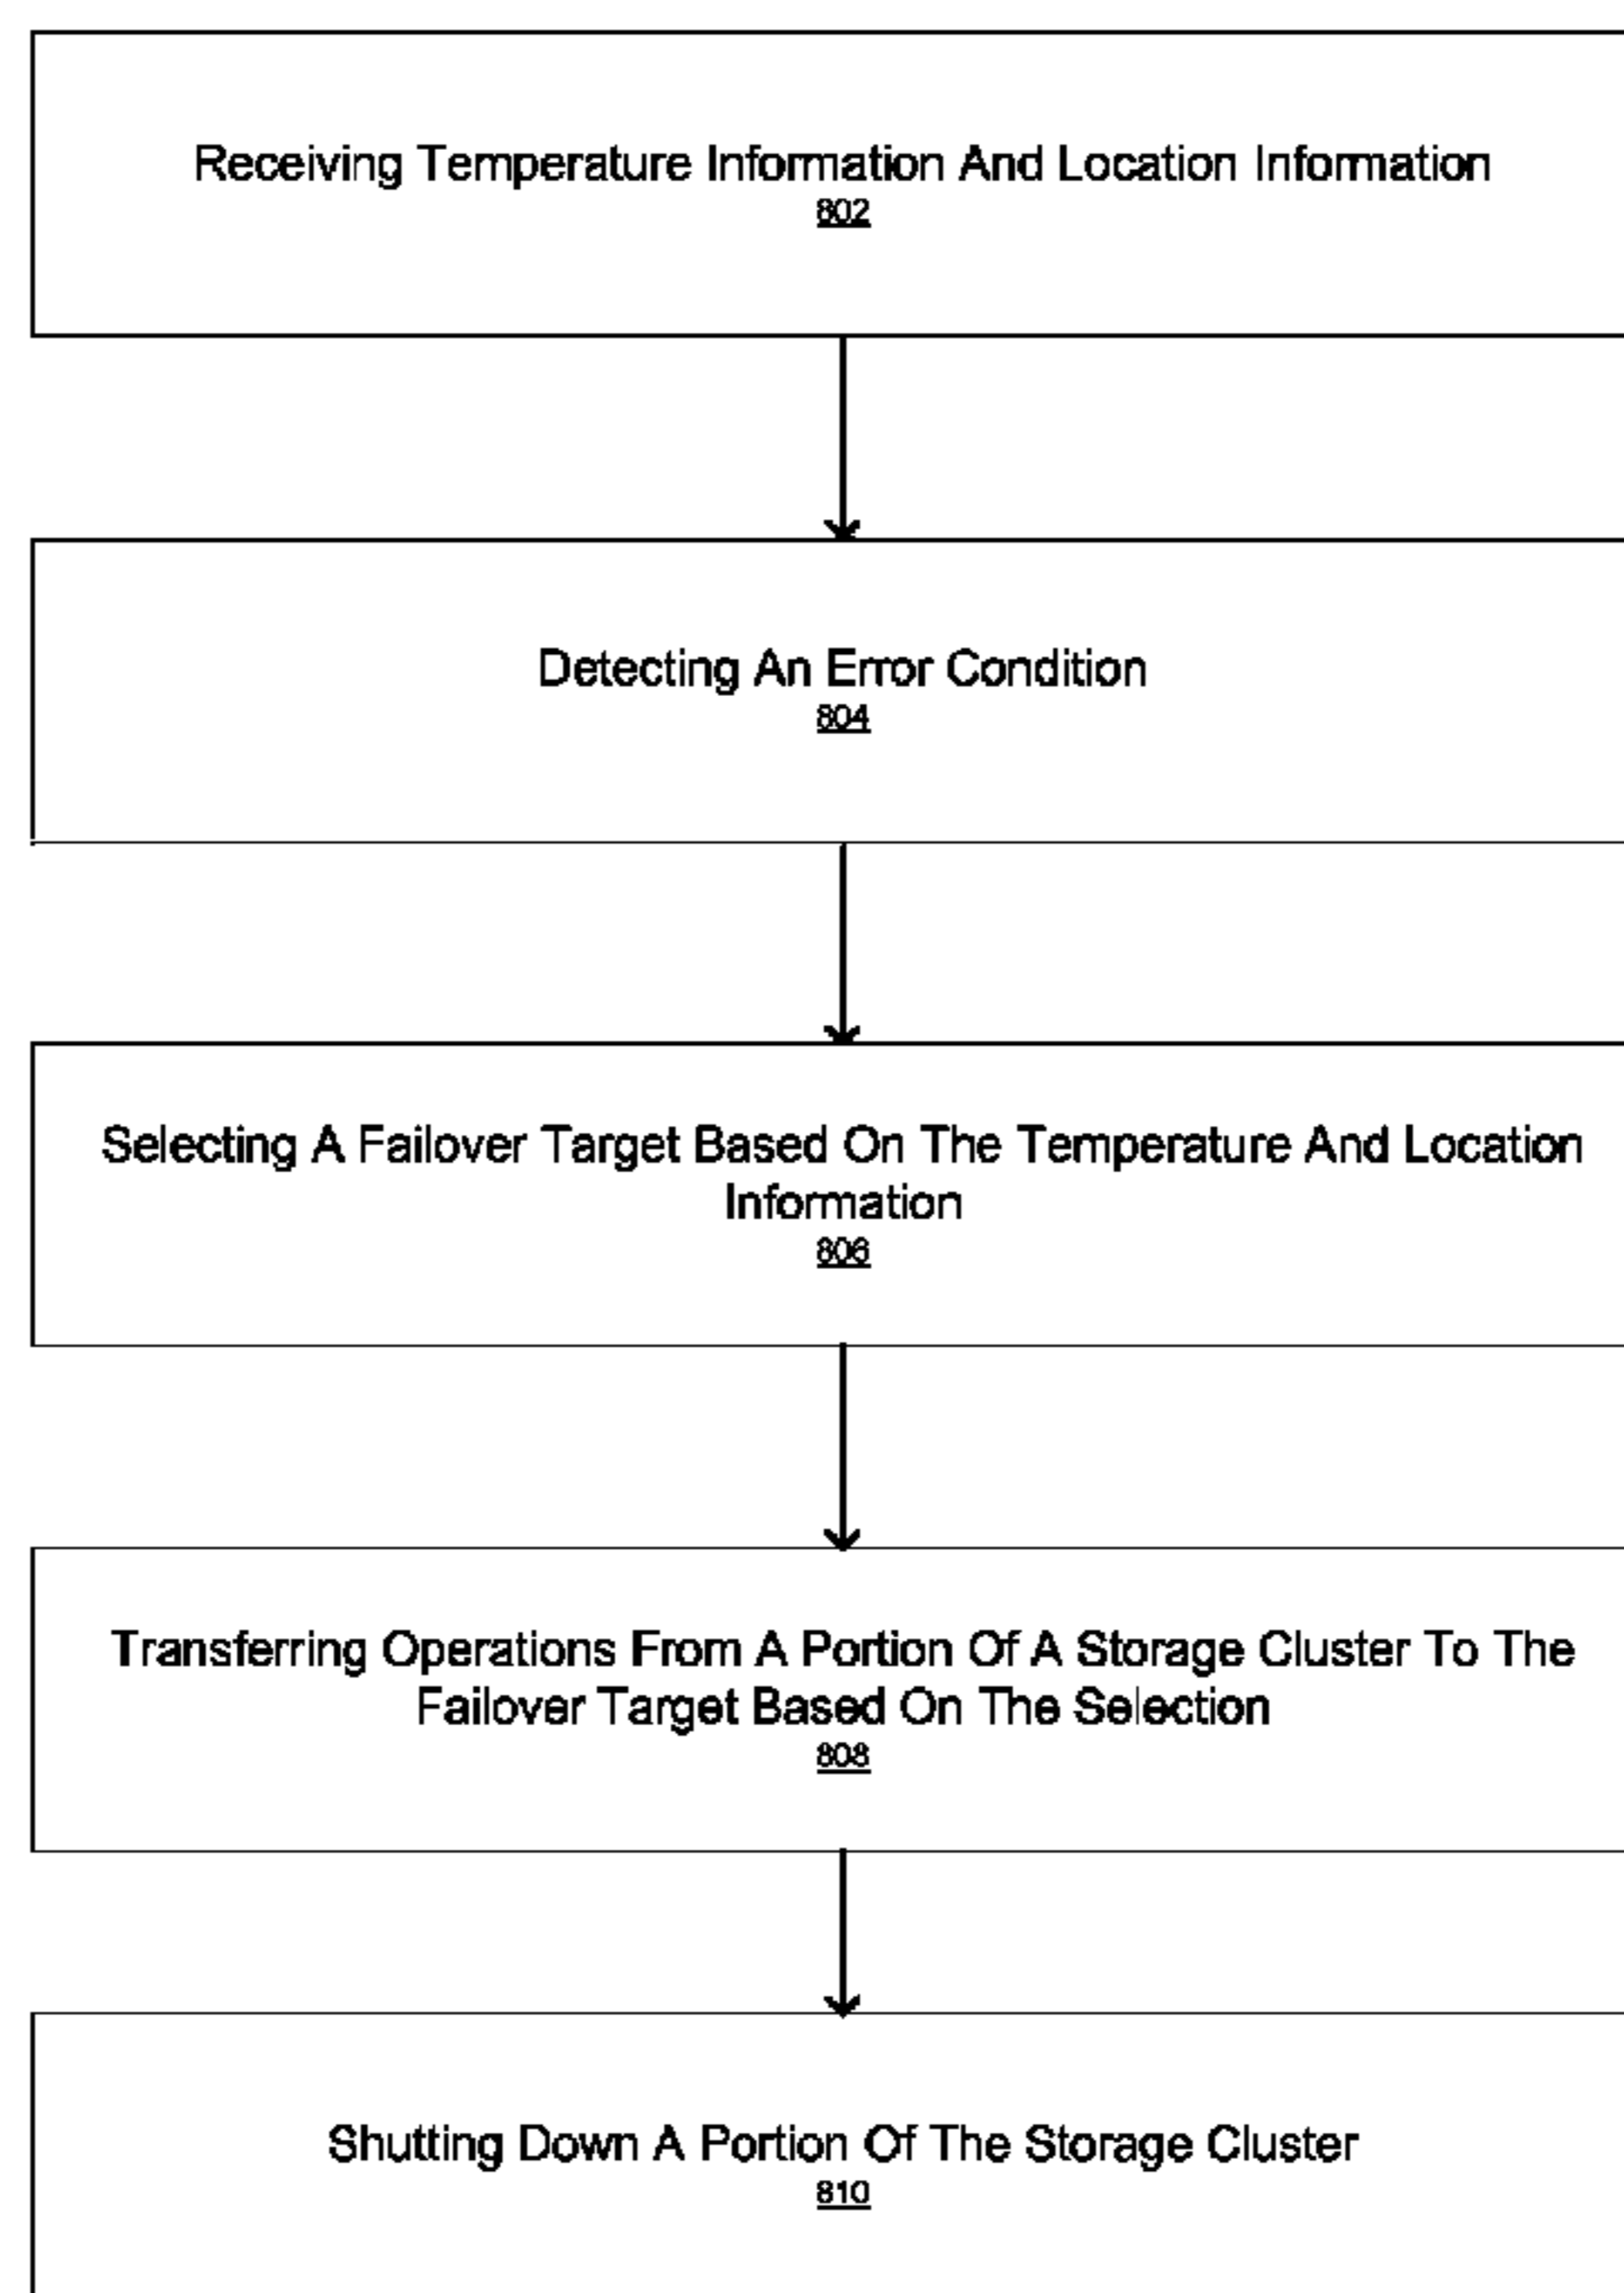 Receiving Temperature Information And Location Information
802
Detecting An Error Condition
804
Selecting A Failover Target Based On The Temperature And Location
Information
806
Transferring Operations From A Portion Of A Storage Cluster To The
Failover Target Based On The Selection
808
Shutting Down A Portion Of The Storage Cluster
810